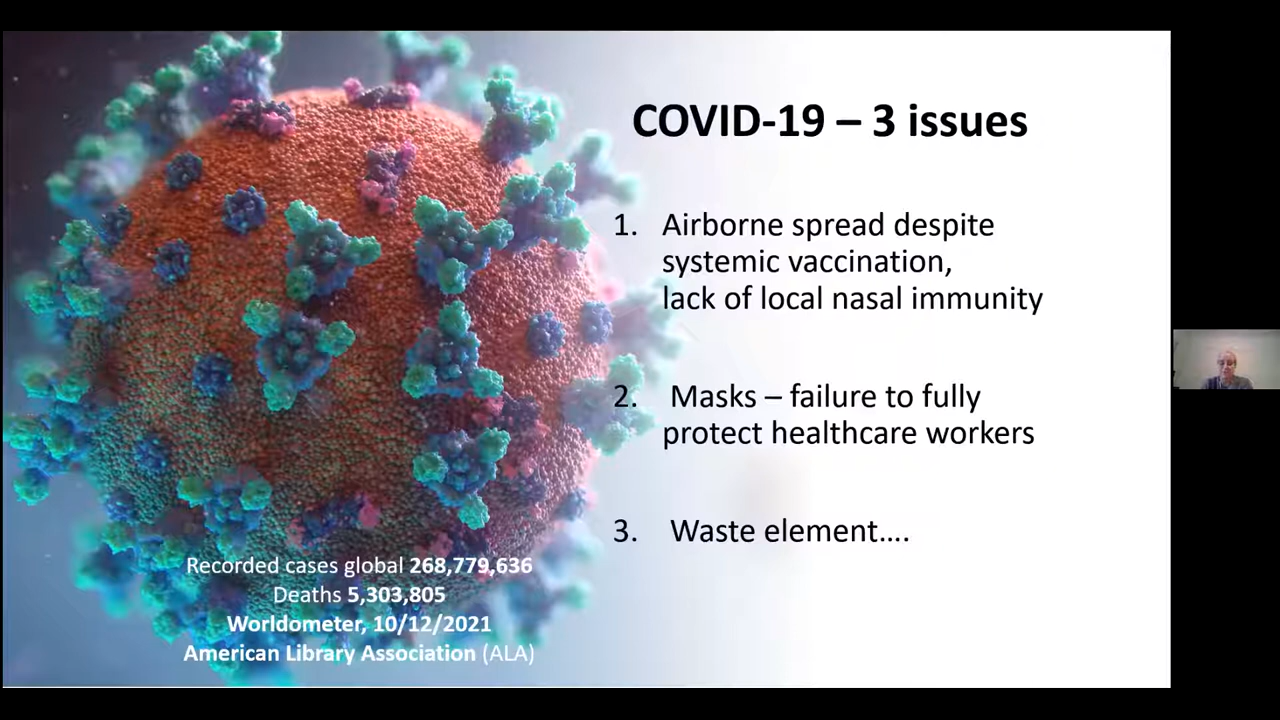 COVID-19 – 3 issues
1. Airborne spread despite
systemic vaccination,
lack of local nasal immunity
2. Masks – failure to fully
protect healthcare workers
3. Waste element....
Recorded cases global 268,779,636
Deaths 5,303,805
Worldometer, 10/12/2021
American Library Association (ALA)